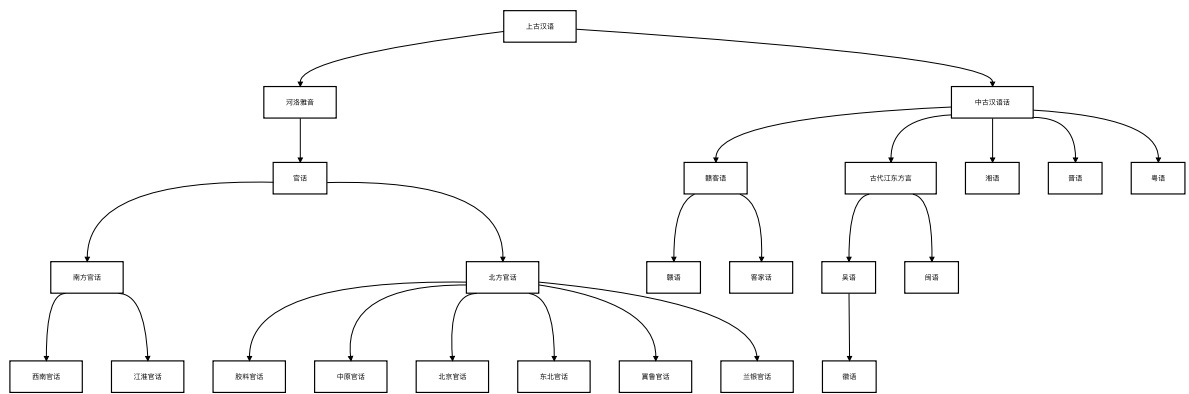 上古汉语
河洛雅音
中古汉语话
官话
赣客语
古代江东方言
湘语
晋语
粤语
南方官话
北方官话
赣语
客家话
吴语
闽语
西南官话
江淮官话
胶料官话
中原官话
北京官话
东北官话
冀鲁官话
兰银官话
徽语